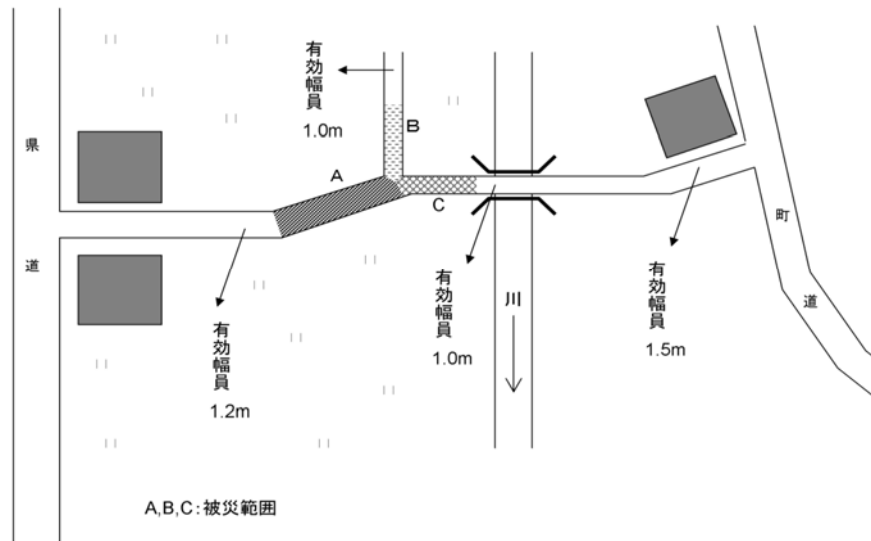 有効幅員
1.0m
B
県道
A
C
有効幅員
1.2m
有効幅員
1.0m
川
有効幅員
1.5m
町道
A,B,C:被災範囲